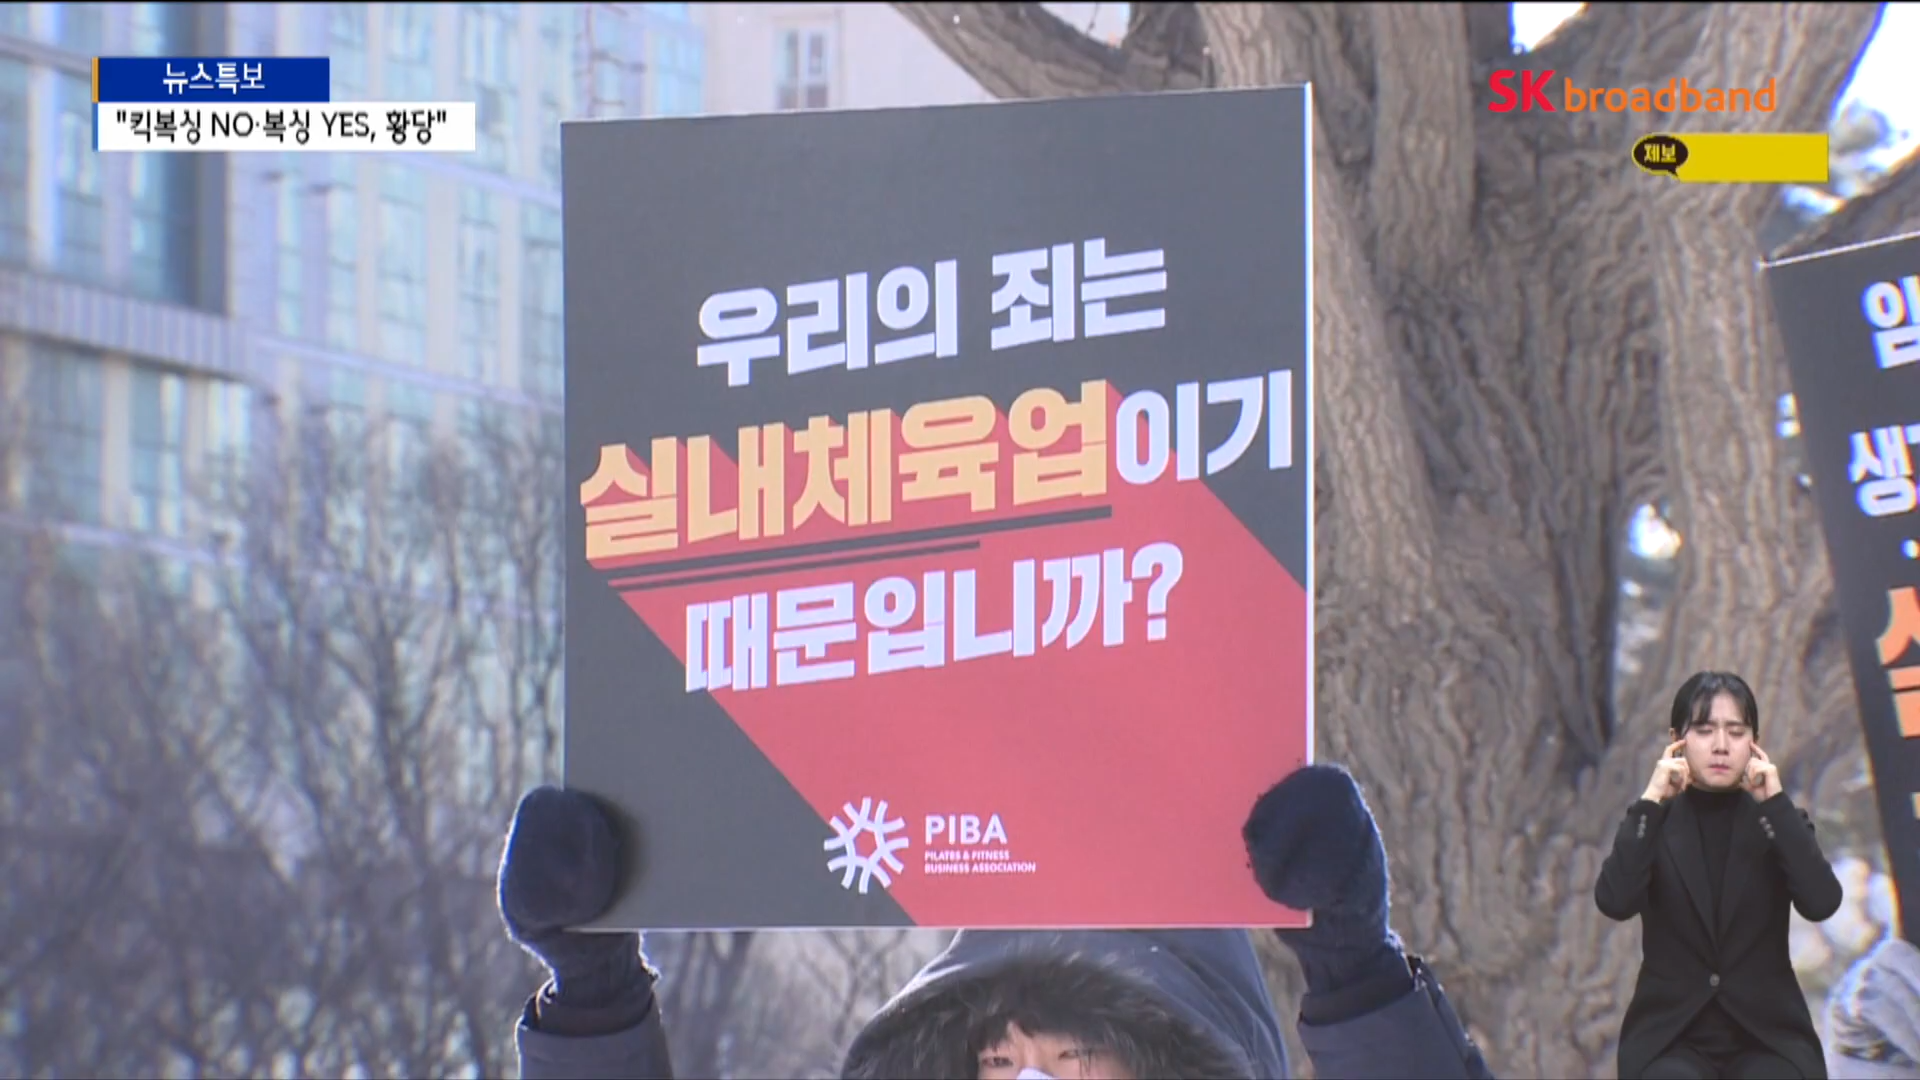 뉴스특보
"킥복싱 NO·복싱 YES, 황당"
SK broadband
제보
우리의 죄는
실내체육업이기
때문입니까?
PIBA
PILATES & FITNESS
BUSINESS ASSOCIATION